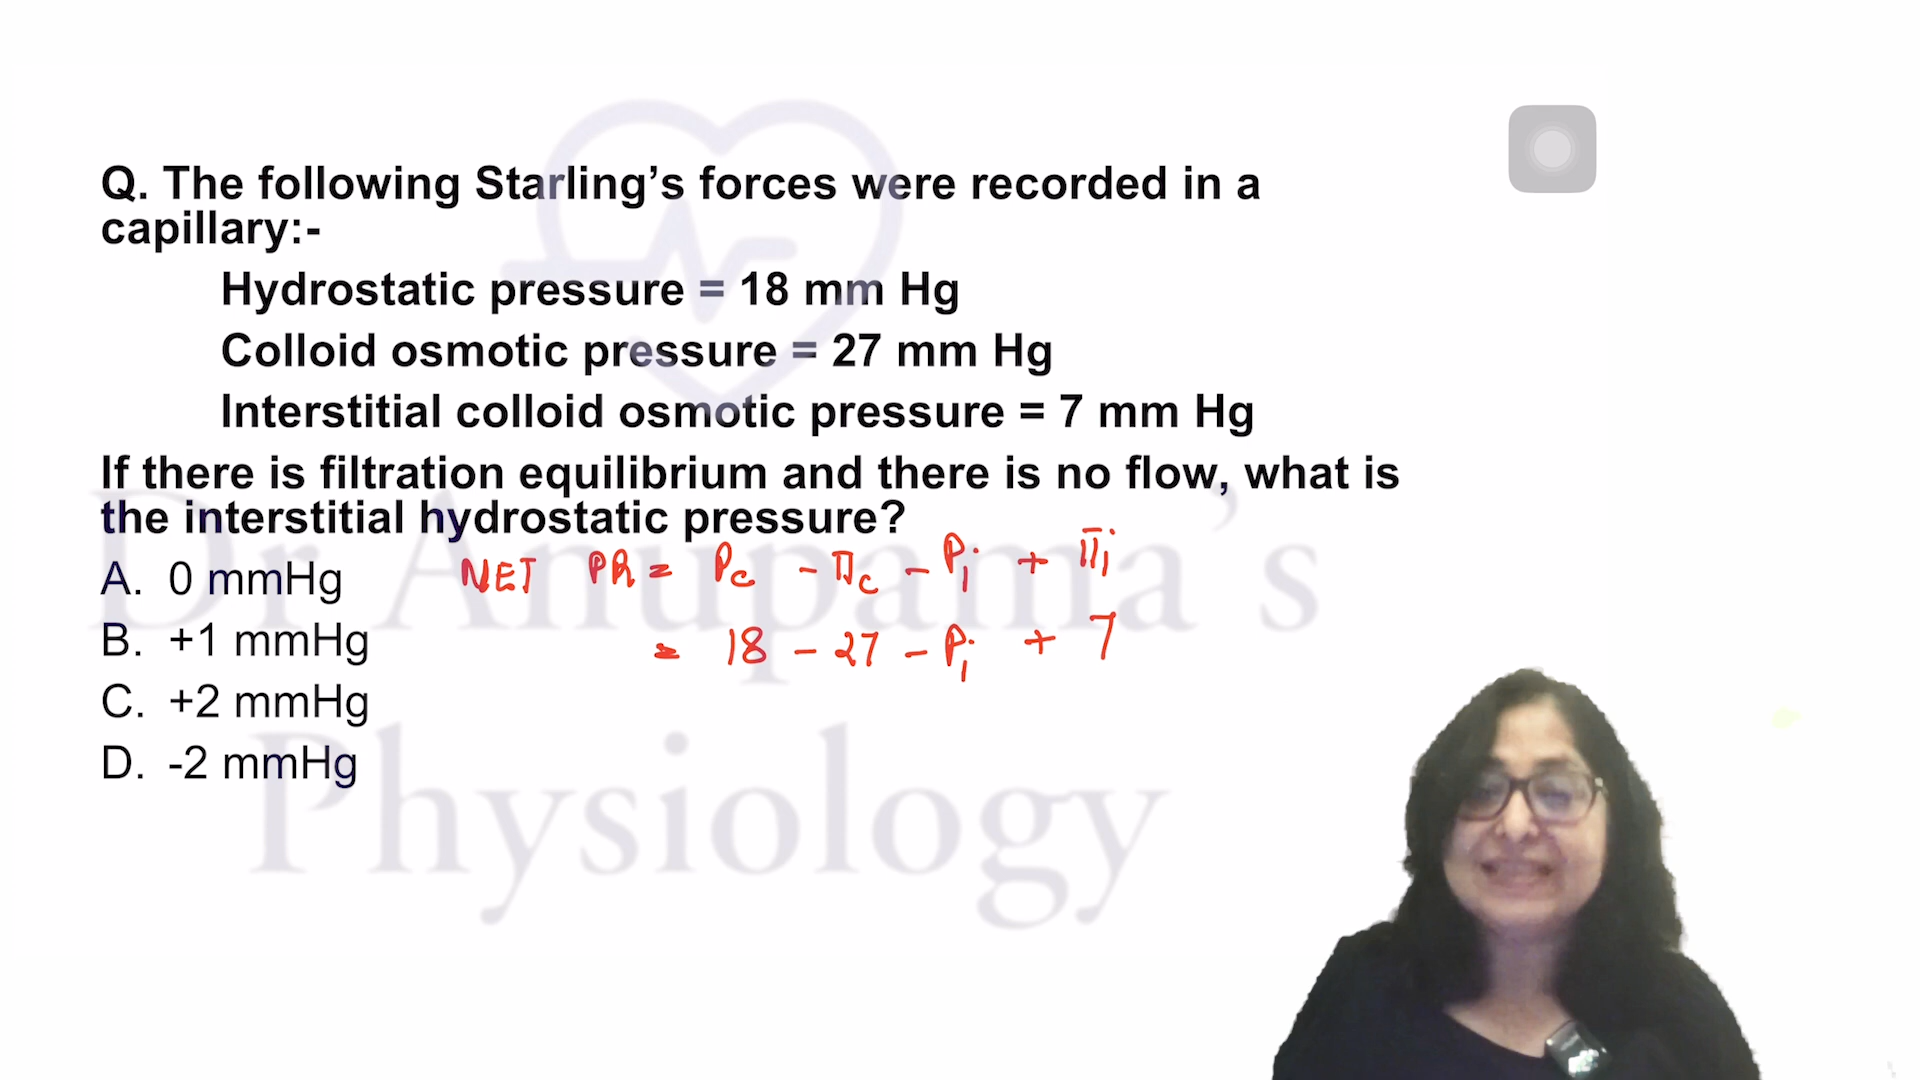 Q. The following Starling’s forces were recorded in a
capillary:-
Hydrostatic pressure = 18 mm Hg
Colloid osmotic pressure = 27 mm Hg
Interstitial colloid osmotic pressure = 7 mm Hg
If there is filtration equilibrium and there is no flow, what is
the interstitial hydrostatic pressure?
A. 0 mmHg
B. +1 mmHg
C. +2 mmHg
D. -2 mmHg
NET PR = Pc - πc - Pi + πi
= 18 - 27 - Pi + 7
Dr Anupama’s
Physiology